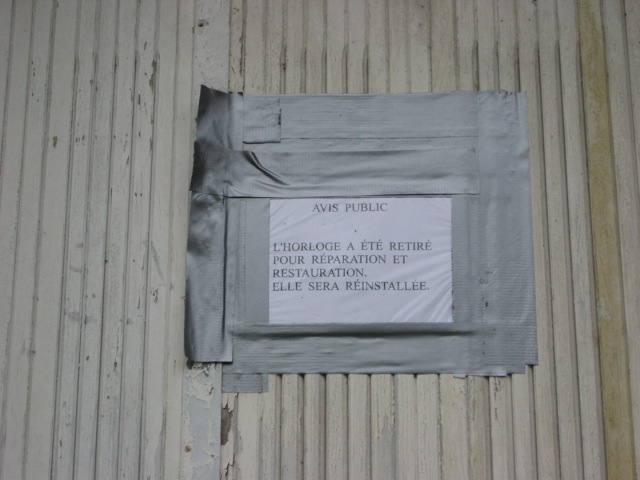 AVIS PUBLIC
L'HORLOGE A ÉTÉ RETIRÉ
POUR RÉPARATION ET
RESTAURATION.
ELLE SERA RÉINSTALLÉE.